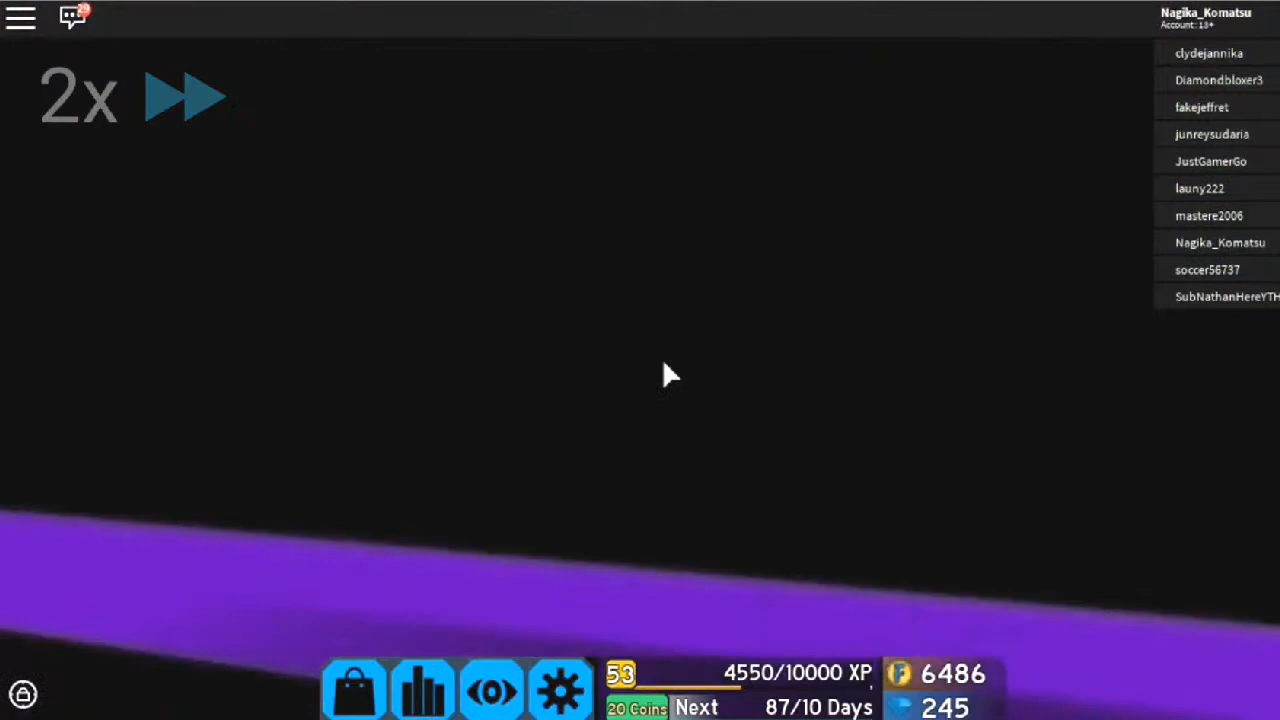 29
Nagika_Komatsu
Account: 13+
2x
clydejannika
Diamondbloxer3
fakejeffret
junreysudaria
JustGamerGo
launy222
mastere2006
Nagika_Komatsu
soccer56737
SubNathanHereYTH
53
4550/10000 XP
6486
20 Coins
Next
87/10 Days
245